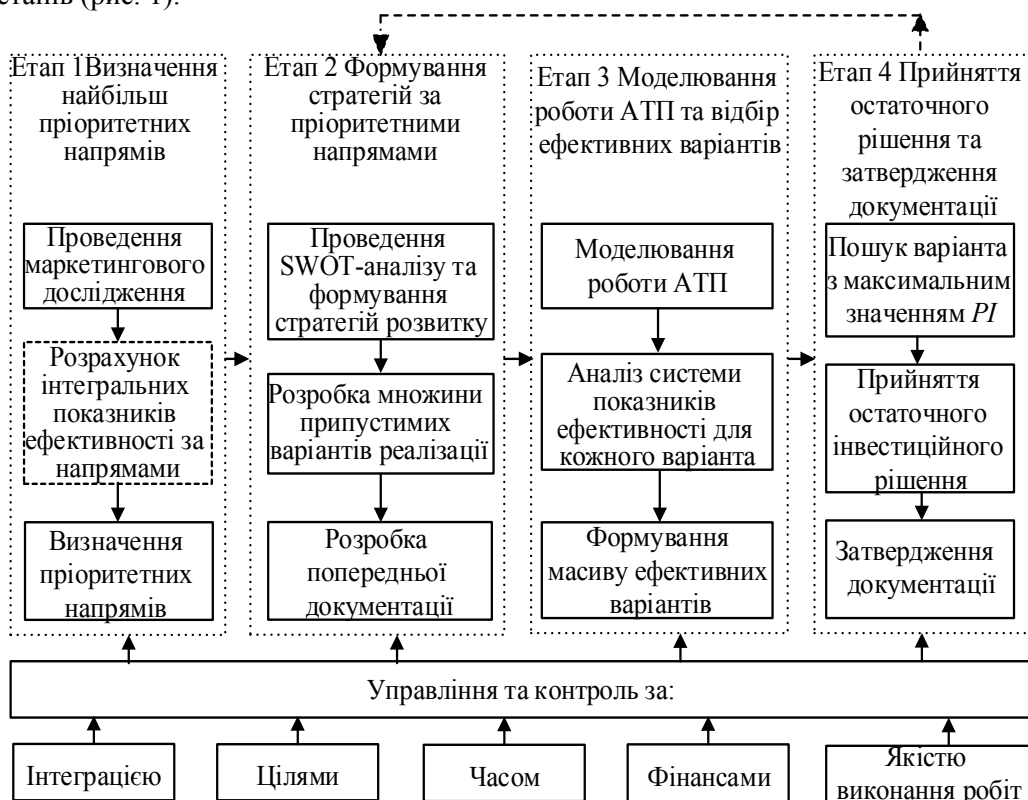 етапів (рис. 1).
Етап 1Визначення
найбільш
пріоритетних
напрямів
Проведення
маркетингового
дослідження
Розрахунок
інтегральних
показників
ефективності за
напрямами
Визначення
пріоритетних
напрямів
Етап 2 Формування
стратегій за
пріоритетними
напрамами
Проведення
SWOT-аналізу та
формування
стратегій розвитку
Розробка множини
припустимих
варіантів реалізації
Розробка
попередньої
документації
Етап 3 Моделювання
роботи АТП та відбір
ефективних варіантів
Моделювання
роботи АТП
Аналіз системи
показників
ефективності для
кожного варіанта
Формування
масиву ефективних
варіантів
Етап 4 Прийняття
остаточного
рішення та
затвердження
документації
Пошук варіанта
з максимальним
значенням PI
Прийняття
остаточного
інвестиційного
рішення
Затвердження
документації
Управління та контроль за:
Інтеграцією
Цілями
Часом
Фінансами
Якістю
виконання робіт